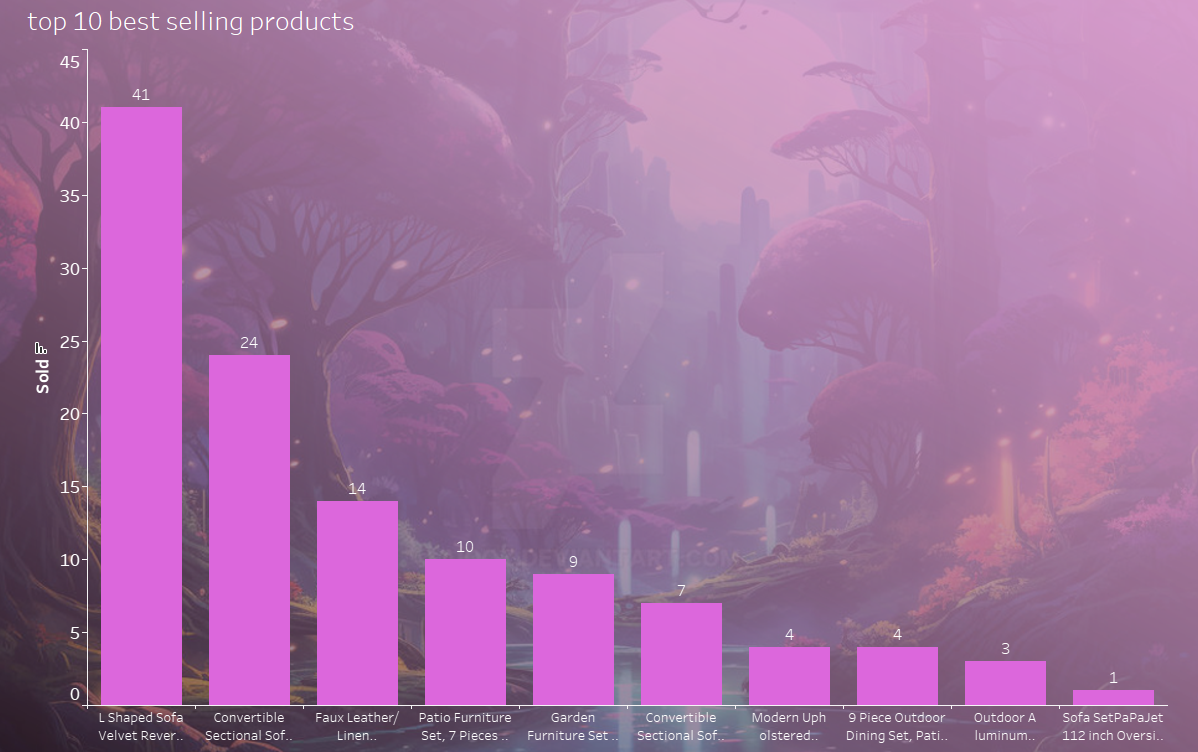 top 10 best selling products
45
40
35
30
25
20
15
10
5
0
Sold
41
24
14
10
9
7
4
4
3
1
L Shaped Sofa
Velvet Rever..
Convertible
Sectional Sof..
Faux Leather/
Linen..
Patio Furniture
Set, 7 Pieces ..
Garden
Furniture Set ..
Convertible
Sectional Sof..
Modern Uph
olstered..
9 Piece Outdoor
Dining Set, Pati..
Outdoor A
luminum..
Sofa SetPaPaJet
112 inch Oversi..